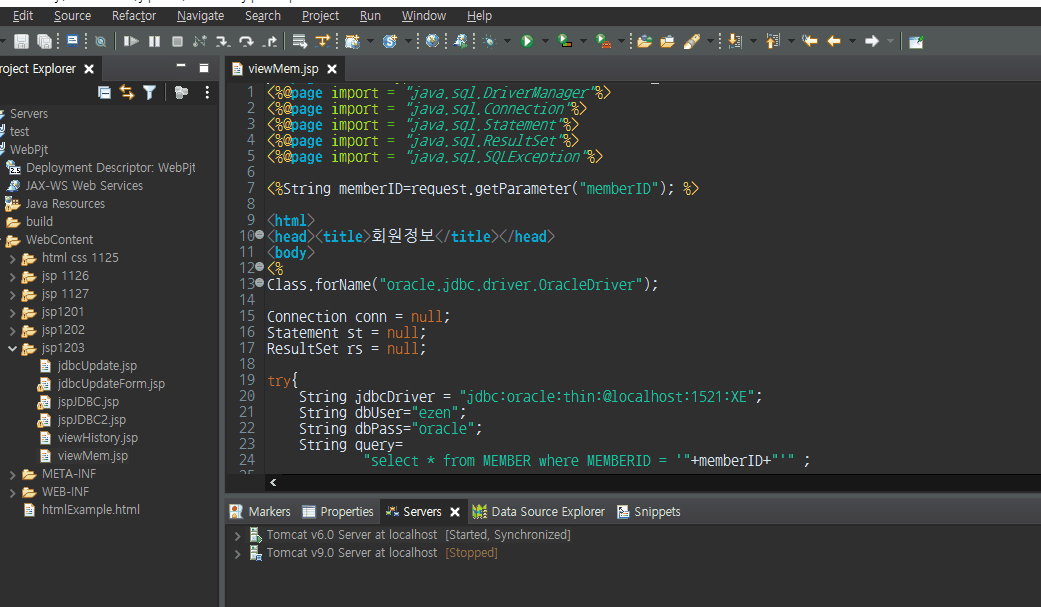 Edit Source Refactor Navigate Search Project Run Window Help
roject Explorer
viewMem.jsp
Servers
test
WebPjt
Deployment Descriptor: WebPjt
JAX-WS Web Services
Java Resources
build
WebContent
html css 1125
jsp 1126
jsp 1127
jsp1201
jsp1202
jsp1203
jdbcUpdate.jsp
jdbcUpdateForm.jsp
jspJDBC.jsp
jspJDBC2.jsp
viewHistory.jsp
viewMem.jsp
META-INF
WEB-INF
htmlExample.html
1 <%@page import = "java.sql.DriverManager"%>
2 <%@page import = "java.sql.Connection"%>
3 <%@page import = "java.sql.Statement"%>
4 <%@page import = "java.sql.ResultSet"%>
5 <%@page import = "java.sql.SQLException"%>
6
7 <%String memberID=request.getParameter("memberID"); %>
8
9 <html>
10 <head><title>회원정보</title></head>
11 <body>
12 <%
13 Class.forName("oracle.jdbc.driver.OracleDriver");
14
15 Connection conn = null;
16 Statement st = null;
17 ResultSet rs = null;
18
19 try{
20 String jdbcDriver = "jdbc:oracle:thin:@localhost:1521:XE";
21 String dbUser="ezen";
22 String dbPass="oracle";
23 String query=
24 "select * from MEMBER where MEMBERID = '"+memberID+"'" ;
Markers Properties Servers Data Source Explorer Snippets
Tomcat v6.0 Server at localhost [Started, Synchronized]
Tomcat v9.0 Server at localhost [Stopped]